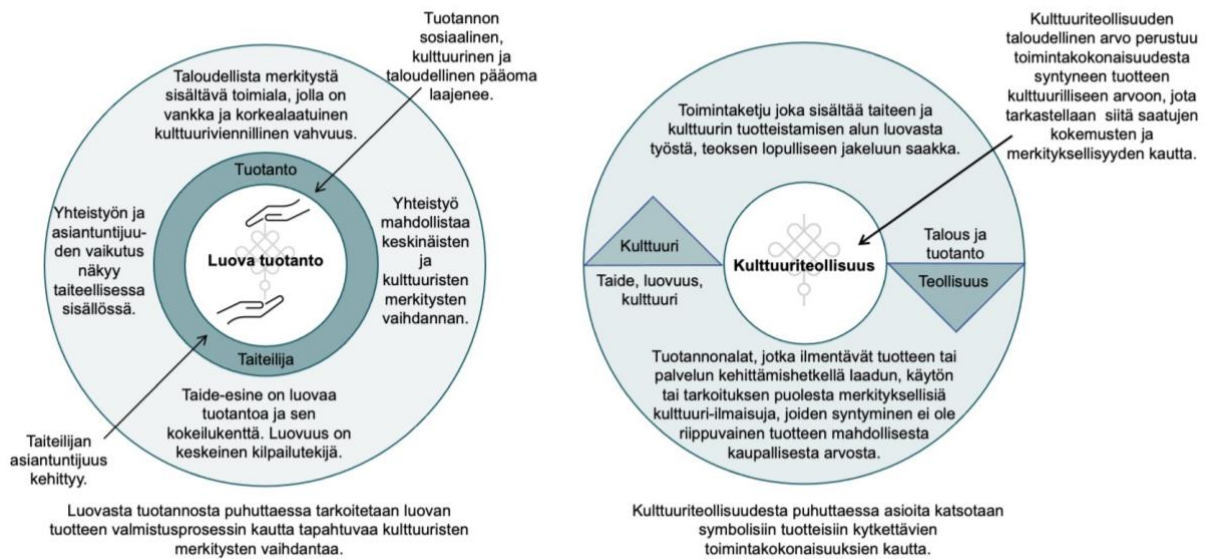 Tuotannon
sosiaalinen,
kulttuurinen ja
taloudellinen pääoma
laajenee.
Taloudellista merkitystä
sisältävä toimiala, jolla on
vankka ja korkealaatuinen
kulttuuriviennillinen vahvuus.
Tuotanto
Yhteistyön ja
asiantuntijuu-
den vaikutus
näkyy
taiteellisessa
sisällössä.
Luova tuotanto
Yhteistyö
mahdollistaa
keskinäisten
ja
kulttuuristen
merkitysten
vaihdannan.
Taiteilija
Taide-esine on luovaa
tuotantoa ja sen
kokeilukenttä. Luovuus on
keskeinen kilpailutekijä.
Taiteilijan
asiantuntijuus
kehittyy.
Luovasta tuotannosta puhuttaessa tarkoitetaan luovan
tuotteen valmistusprosessin kautta tapahtuvaa kulttuuristen
merkitysten vaihdantaa.
Kulttuuriteollisuuden
taloudellinen arvo perustuu
toimintakokonaisuudesta
syntyneen tuotteen
kulttuurilliseen arvoon, jota
tarkastellaan siitä saatujen
kokemusten ja
merkityksellisyyden kautta.
Toimintaketju joka sisältää taiteen ja
kulttuurin tuotteistamisen alun luovasta
työstä, teoksen lopulliseen jakeluun saakka.
Kulttuuri
Taide, luovuus,
kulttuuri
Kulttuuriteollisuus
Talous ja
tuotanto
Teollisuus
Tuotannonalat, jotka ilmentävät tuotteen tai
palvelun kehittämishetkellä laadun, käytön
tai tarkoituksen puolesta merkityksellisiä
kulttuuri-ilmaisuja, joiden syntyminen ei ole
riippuvainen tuotteen mahdollisesta
kaupallisesta arvosta.
Kulttuuriteollisuudesta puhuttaessa asioita katsotaan
symbolisiin tuotteisiin kytkettävien
toimintakokonaisuuksien kautta.